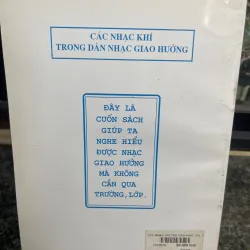 CÁC NHẠC KHÍ
TRONG DÀN NHẠC GIAO HƯỞNG
ĐÂY LÀ
CUỐN SÁCH
GIÚP TA
NGHE HIỂU
ĐƯỢC NHẠC
GIAO HƯỞNG
MÀ KHÔNG
CẦN QUA
TRƯỜNG, LỚP.